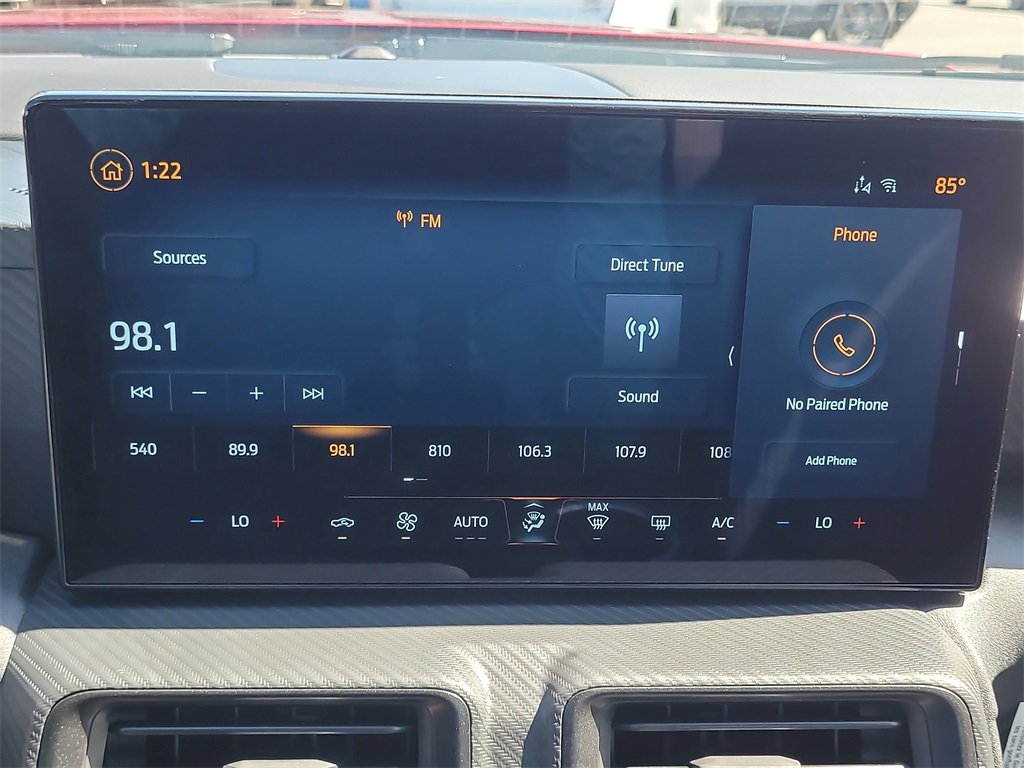 1:22
85°
FM
Phone
Sources
Direct Tune
98.1
Sound
No Paired Phone
540 89.9 98.1 810 106.3 107.9 108
Add Phone
LO AUTO MAX A/C LO